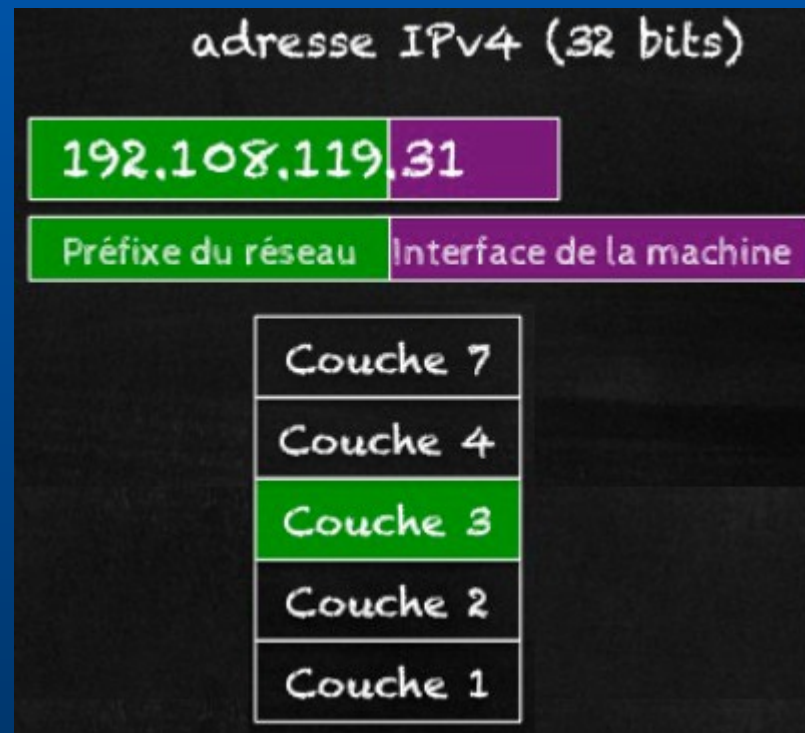 adresse IPv4 (32 bits)
192.108.119.31
Préfixe du réseau Interface de la machine
Couche 7
Couche 4
Couche 3
Couche 2
Couche 1